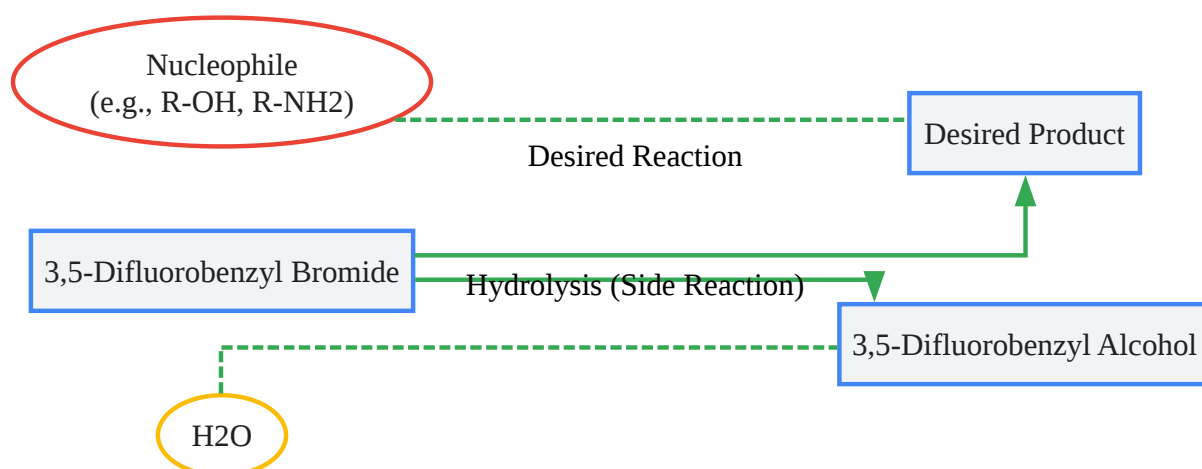 Nucleophile
(e.g., R-OH, R-NH2)
Desired Product
Desired Reaction
3,5-Difluorobenzyl Bromide
Hydrolysis (Side Reaction)
3,5-Difluorobenzyl Alcohol
H2O